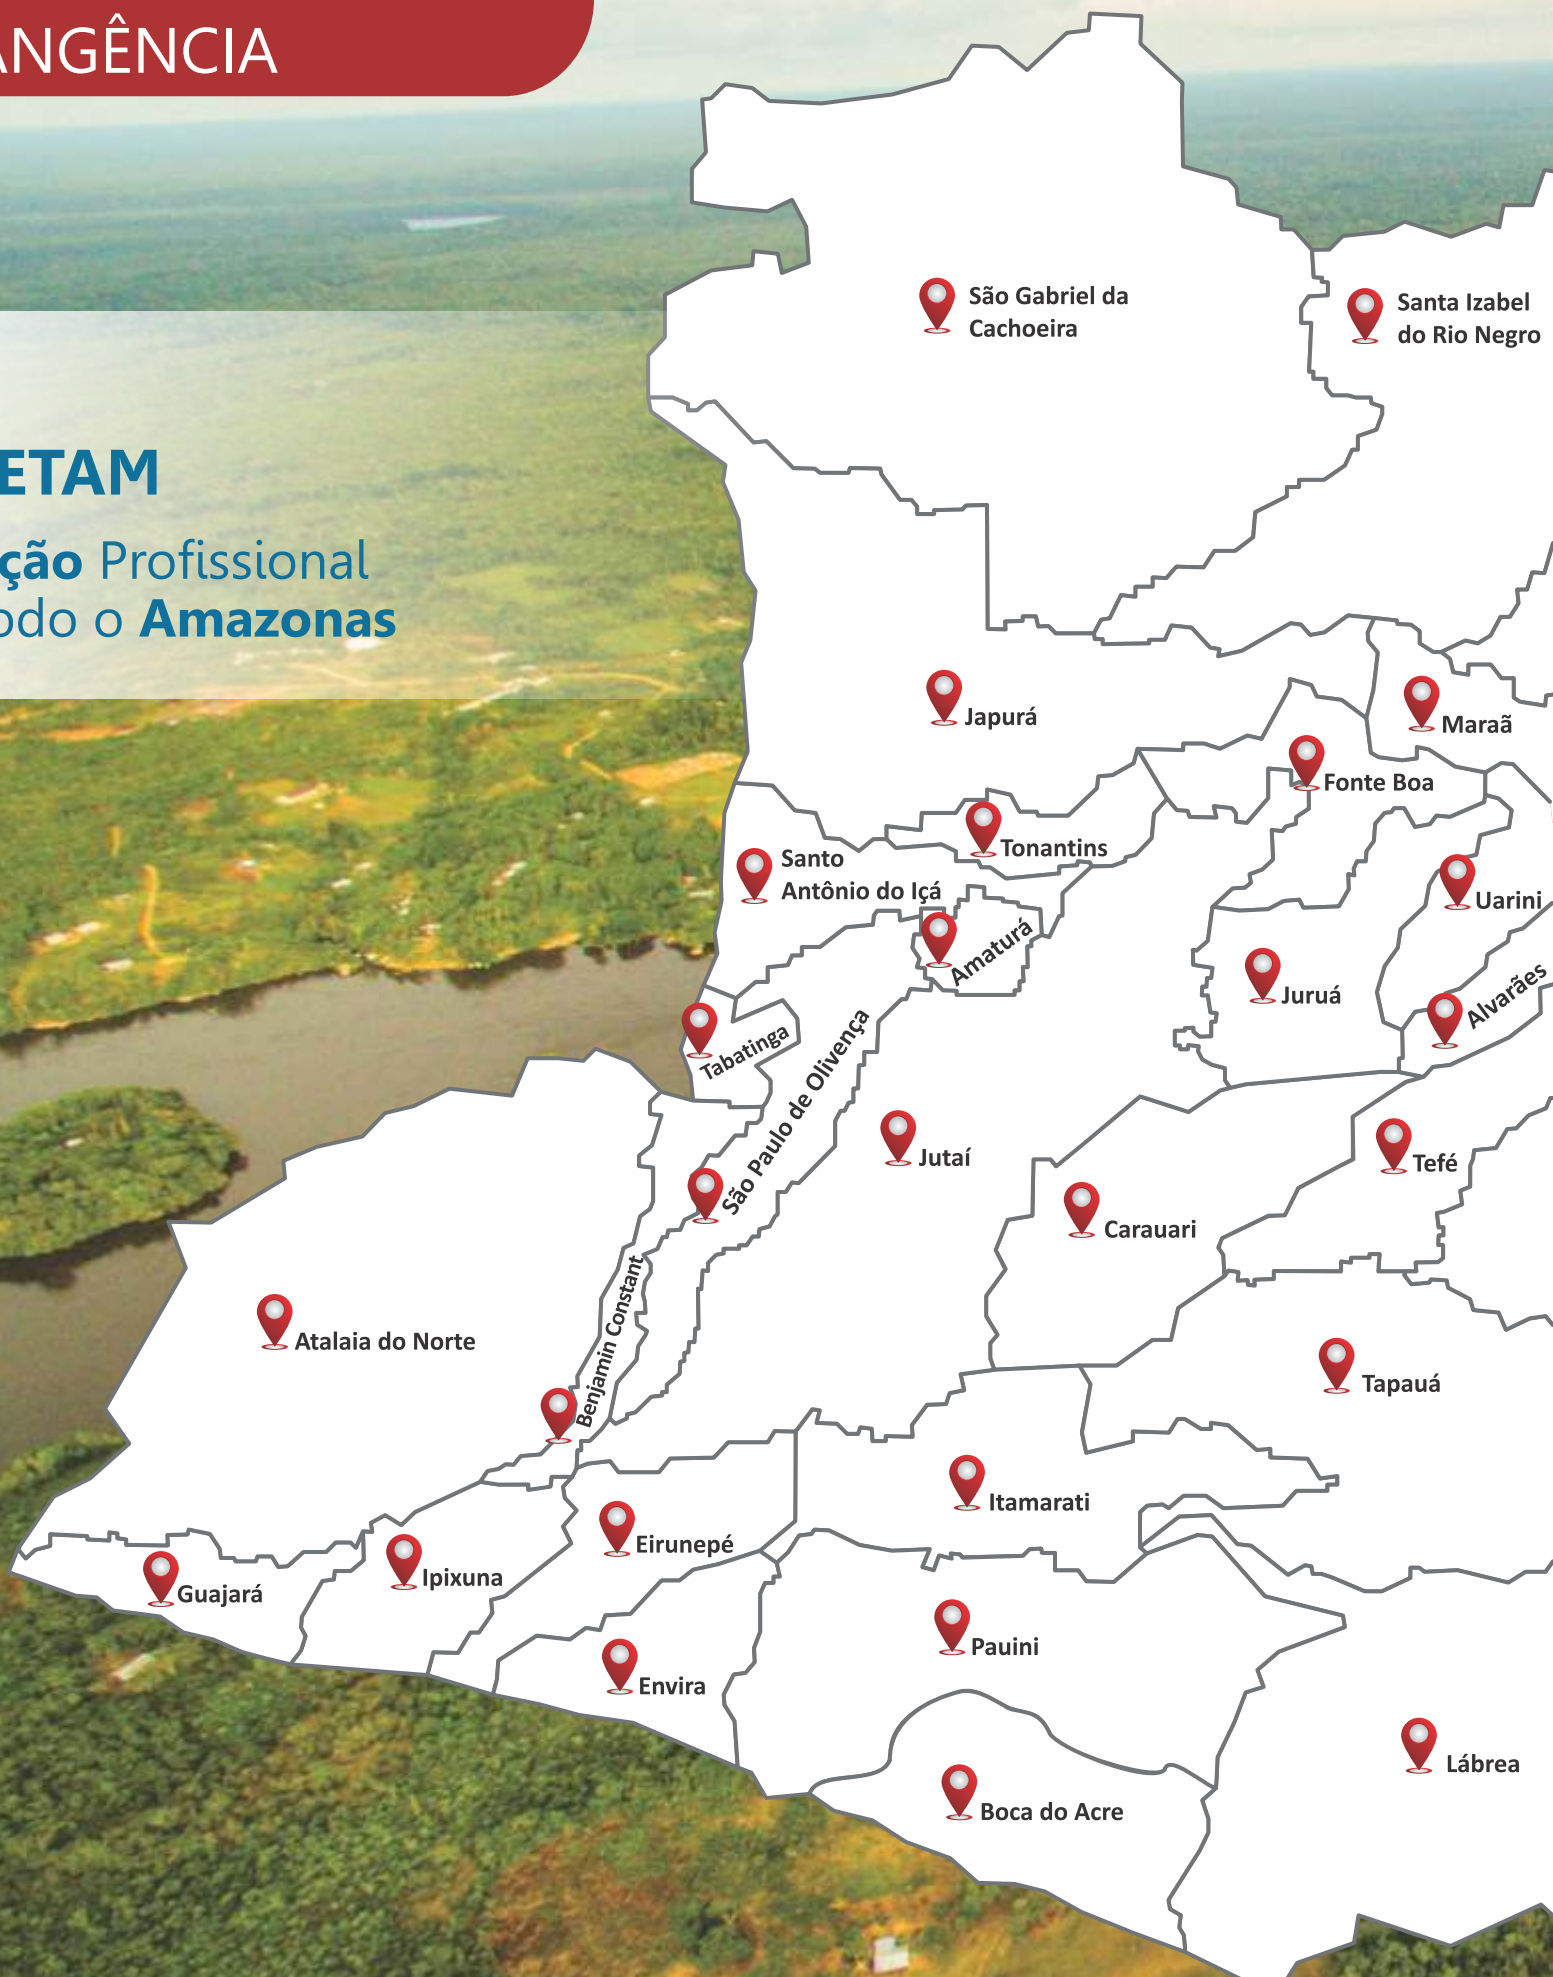 ANGÊNCIA
São Gabriel da
Cachoeira
Santa Izabel
do Rio Negro
ETAM
ção Profissional
odo o Amazonas
Japurá
Maraã
Fonte Boa
Tonantins
Santo
Antônio do Içá
Uarini
Amaturá
Juruá
Alvarães
Tabatinga
São Paulo de Olivença
Jutaí
Tefé
Carauari
Atalaia do Norte
Benjamin Constant
Tapauá
Itamarati
Eirunepé
Ipixuna
Guajará
Pauini
Envira
Lábrea
Boca do Acre